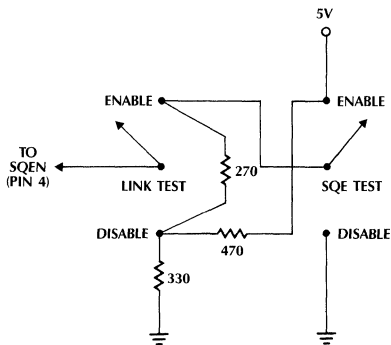 5V
ENABLE
ENABLE
TO
SQEN
(PIN 4)
LINK TEST
270
SQE TEST
DISABLE
470
DISABLE
330